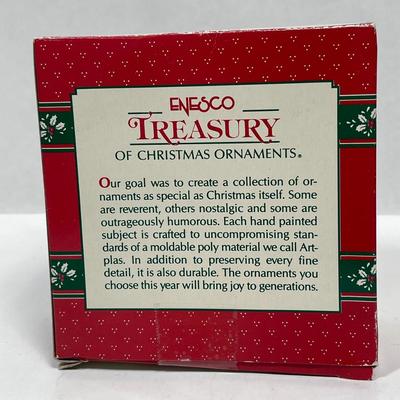 ENESCO
TREASURY
OF CHRISTMAS ORNAMENTS®
Our goal was to create a collection of or-
naments as special as Christmas itself. Some
are reverent, others nostalgic and some are
outrageously humorous. Each hand painted
subject is crafted to uncompromising stan-
dards of a moldable poly material we call Art-
plas. In addition to preserving every fine
detail, it is also durable. The ornaments you
choose this year will bring joy to generations.